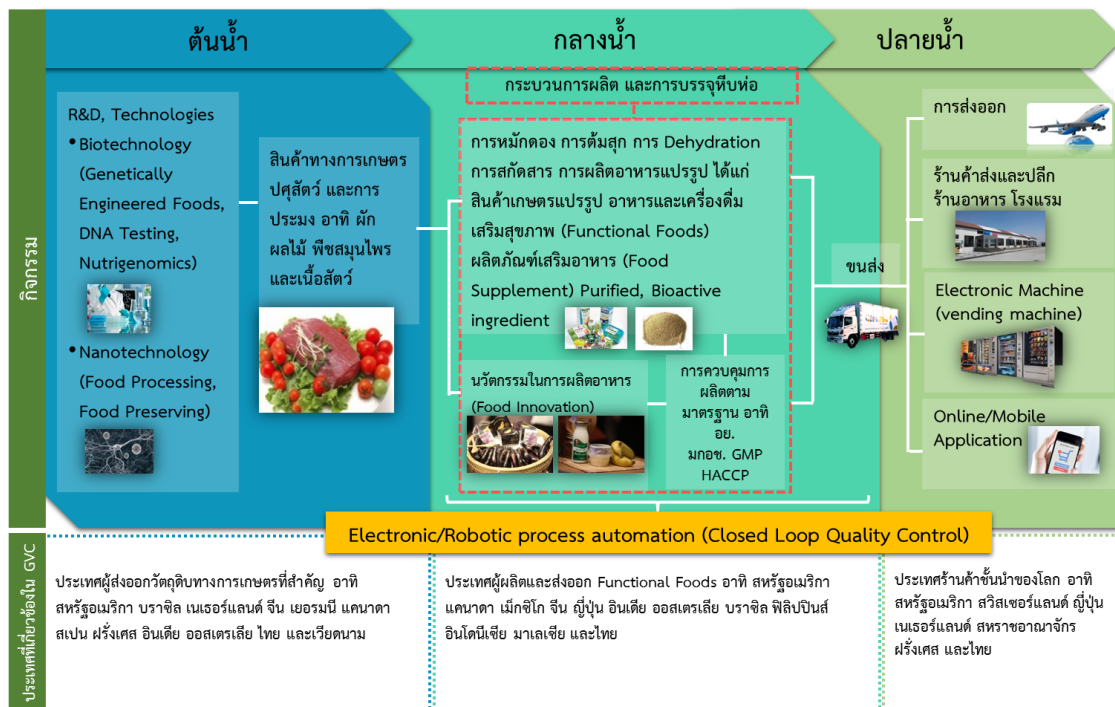 ต้นน้ำ
กลางน้ำ
ปลายน้ำ
กิจกรรม
R&D, Technologies
• Biotechnology
(Genetically
Engineered Foods,
DNA Testing,
Nutrigenomics)
• Nanotechnology
(Food Processing,
Food Preserving)
สินค้าทางการเกษตร
ปศุสัตว์ และการ
ประมง อาทิ ผัก
ผลไม้ พืชสมุนไพร
และเนื้อสัตว์
กระบวนการผลิต และการบรรจุหีบห่อ
การหมักดอง การต้มสุก การ Dehydration
การสกัดสาร การผลิตอาหารแปรรูป ได้แก่
สินค้าเกษตรแปรรูป อาหารและเครื่องดื่ม
เสริมสุขภาพ (Functional Foods)
ผลิตภัณฑ์เสริมอาหาร (Food
Supplement) Purified, Bioactive
ingredient
นวัตกรรมในการผลิตอาหาร
(Food Innovation)
การควบคุมการ
ผลิตตาม
มาตรฐาน อาทิ
อย.
มกอช. GMP
HACCP
ขนส่ง
การส่งออก
ร้านค้าส่งและปลีก
ร้านอาหาร โรงแรม
Electronic Machine
(vending machine)
Online/Mobile
Application
Electronic/Robotic process automation (Closed Loop Quality Control)
ประเทศที่เกี่ยวข้องใน GVC
ประเทศผู้ส่งออกวัตถุดิบทางการเกษตรที่สำคัญ อาทิ
สหรัฐอเมริกา บราซิล เนเธอร์แลนด์ จีน เยอรมนี แคนาดา
สเปน ฝรั่งเศส อินเดีย ออสเตรเลีย ไทย และเวียดนาม
ประเทศผู้ผลิตและส่งออก Functional Foods อาทิ สหรัฐอเมริกา
แคนาดา เม็กซิโก จีน ญี่ปุ่น อินเดีย ออสเตรเลีย บราซิล ฟิลิปปินส์
อินโดนีเซีย มาเลเซีย และไทย
ประเทศร้านค้าชั้นนำของโลก อาทิ
สหรัฐอเมริกา สวิสเซอร์แลนด์ ญี่ปุ่น
เนเธอร์แลนด์ สหราชอาณาจักร
ฝรั่งเศส และไทย